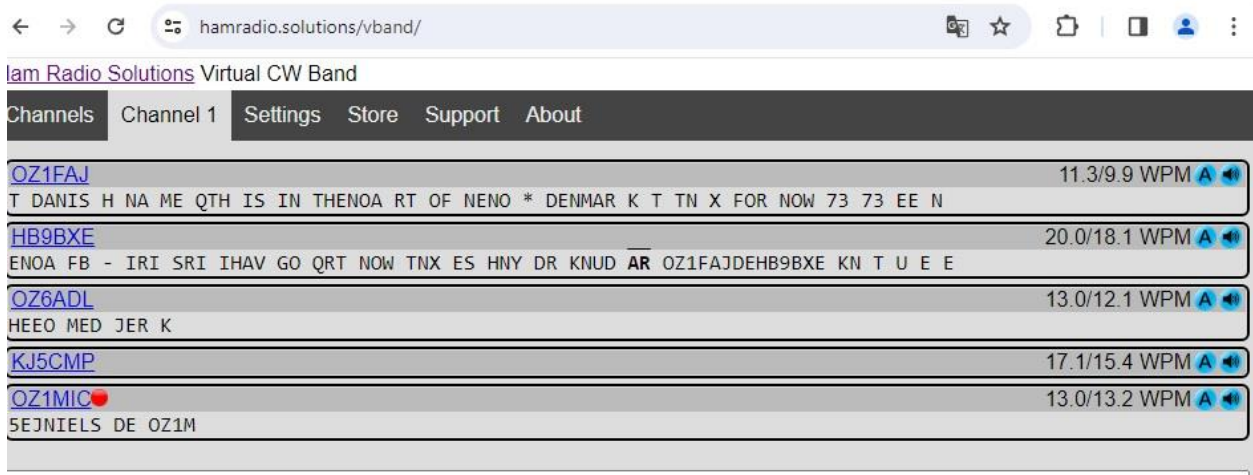 hamradio.solutions/vband/
lam Radio Solutions Virtual CW Band
Channels Channel 1 Settings Store Support About
OZ1FAJ 11.3/9.9 WPM A
T DANIS H NA ME QTH IS IN THENOA RT OF NENO * DENMAR K T TN X FOR NOW 73 73 EE N
HB9BXE 20.0/18.1 WPM A
ENOA FB - IRI SRI IHAV GO QRT NOW TNX ES HNY DR KNUD AR OZ1FAJDEHB9BXE KN T U E E
OZ6ADL 13.0/12.1 WPM A
HEEO MED JER K
KJ5CMP 17.1/15.4 WPM A
OZ1MIC 13.0/13.2 WPM A
5EJNIELS DE OZ1M